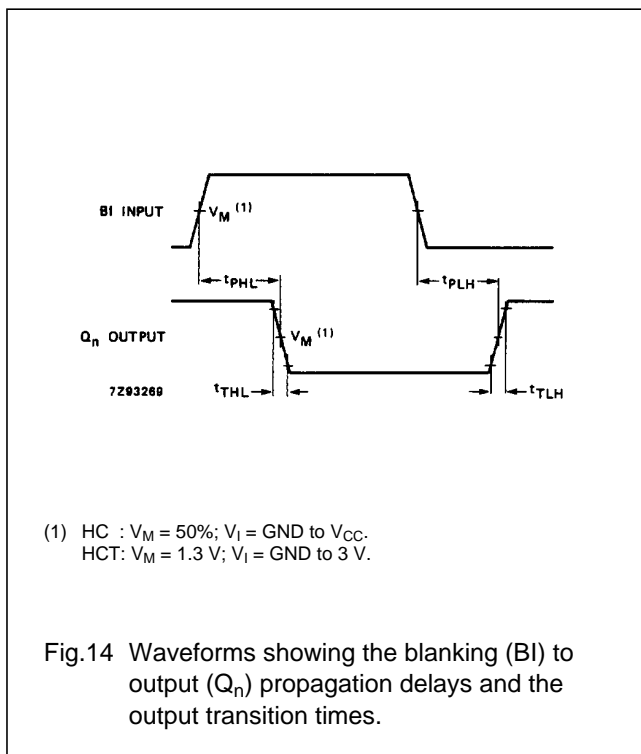 BI INPUT
V_M (1)
t_PHL
t_PLH
Q_n OUTPUT
V_M (1)
7Z93269
t_THL
t_TLH
(1) HC : V_M = 50%; V_I = GND to V_CC.
HCT: V_M = 1.3 V; V_I = GND to 3 V.
Fig.14 Waveforms showing the blanking (BI) to
output (Q_n) propagation delays and the
output transition times.